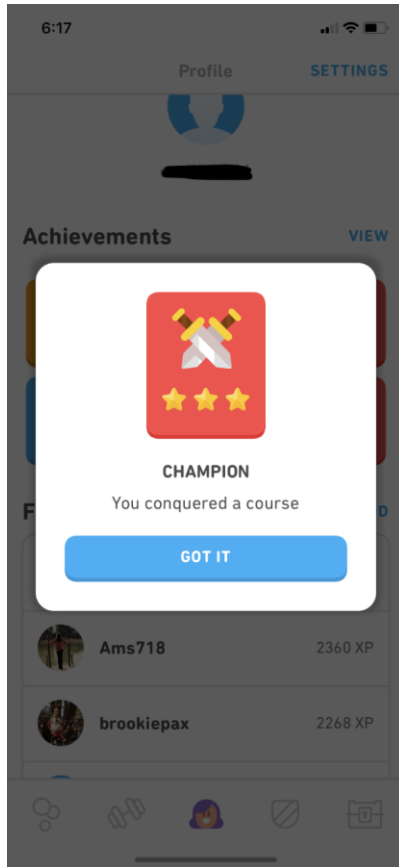 6:17
Profile
SETTINGS
Achievements
VIEW
CHAMPION
You conquered a course
GOT IT
F
D
Ams718
2360 XP
brookiepax
2268 XP